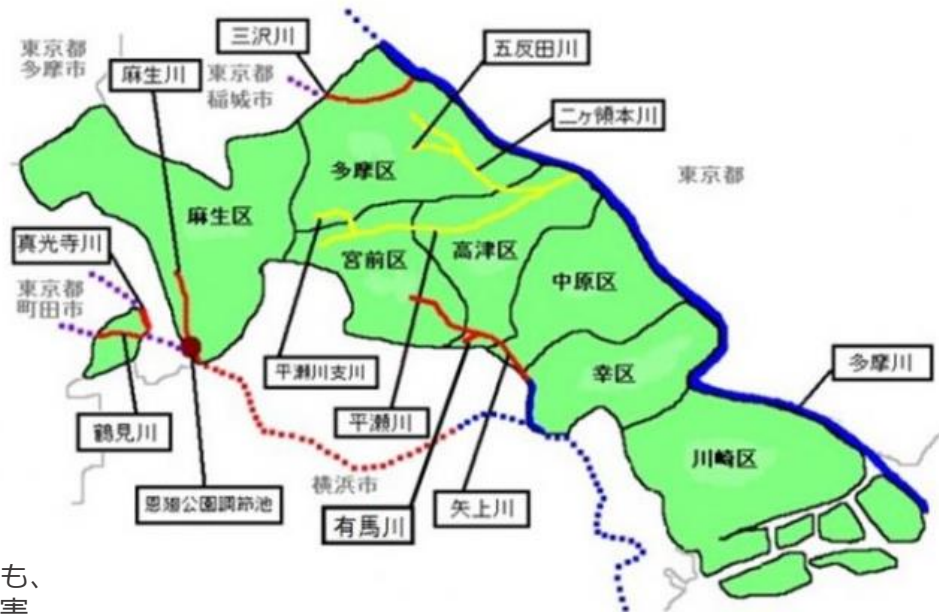 三沢川
五反田川
東京都
多摩市
麻生川
東京都
稲城市
二ヶ領本川
多摩区
東京都
麻生区
真光寺川
宮前区
高津区
中原区
東京都
町田市
平瀬川支川
幸区
多摩川
平瀬川
鶴見川
川崎区
横浜市
恩廻公園調節池
有馬川
矢上川
も、